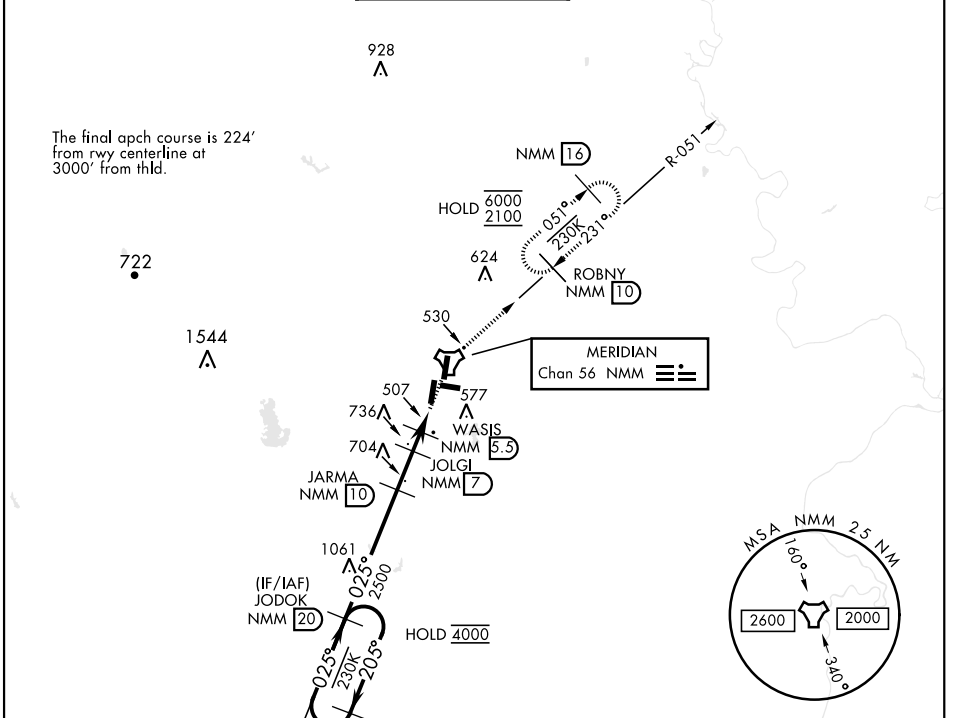 928
The final apch course is 224'
from rwy centerline at
3000' from thld.
NMM 16
R-051
HOLD 6000
2100
051°
230K
231°
624
ROBNY
NMM 10
722
530
1544
MERIDIAN
Chan 56 NMM
507
577
736
WASIS
NMM 5.5
704
JOLGI
NMM 7
JARMA
NMM 10
1061
025°
2500
(IF/IAF)
JODOK
NMM 20
HOLD 4000
025°
230K
205°
MSA NMM 25 NM
160°
2600
2000
340°